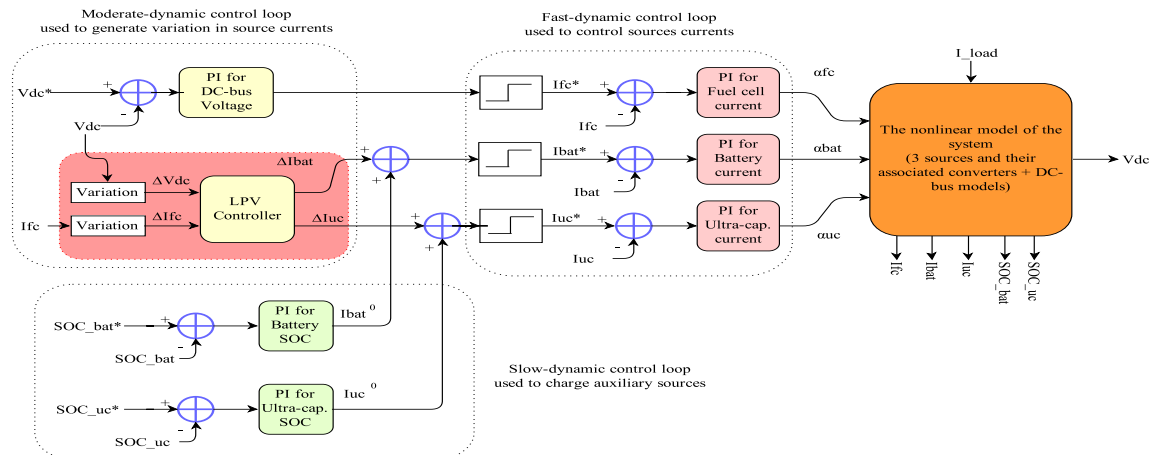 Moderate-dynamic control loop
used to generate variation in source currents
Fast-dynamic control loop
used to control sources currents
Vdc*
+
-
PI for
DC-bus
Voltage
Vdc
Variation
ΔVdc
Ifc
Variation
ΔIfc
LPV
Controller
ΔIbat
ΔIuc
+
+
+
+
Ifc*
+
-
Ifc
PI for
Fuel cell
current
αfc
Ibat*
+
-
Ibat
PI for
Battery
current
αbat
Iuc*
+
-
Iuc
PI for
Ultra-cap.
current
αuc
I_load
The nonlinear model of the
system
(3 sources and their
associated converters + DC-
bus models)
Vdc
Ifc
Ibat
Iuc
SOC_bat
SOC_uc
SOC_bat*
+
-
SOC_bat
PI for
Battery
SOC
Ibat 0
SOC_uc*
+
-
SOC_uc
PI for
Ultra-cap.
SOC
Iuc 0
Slow-dynamic control loop
used to charge auxiliary sources